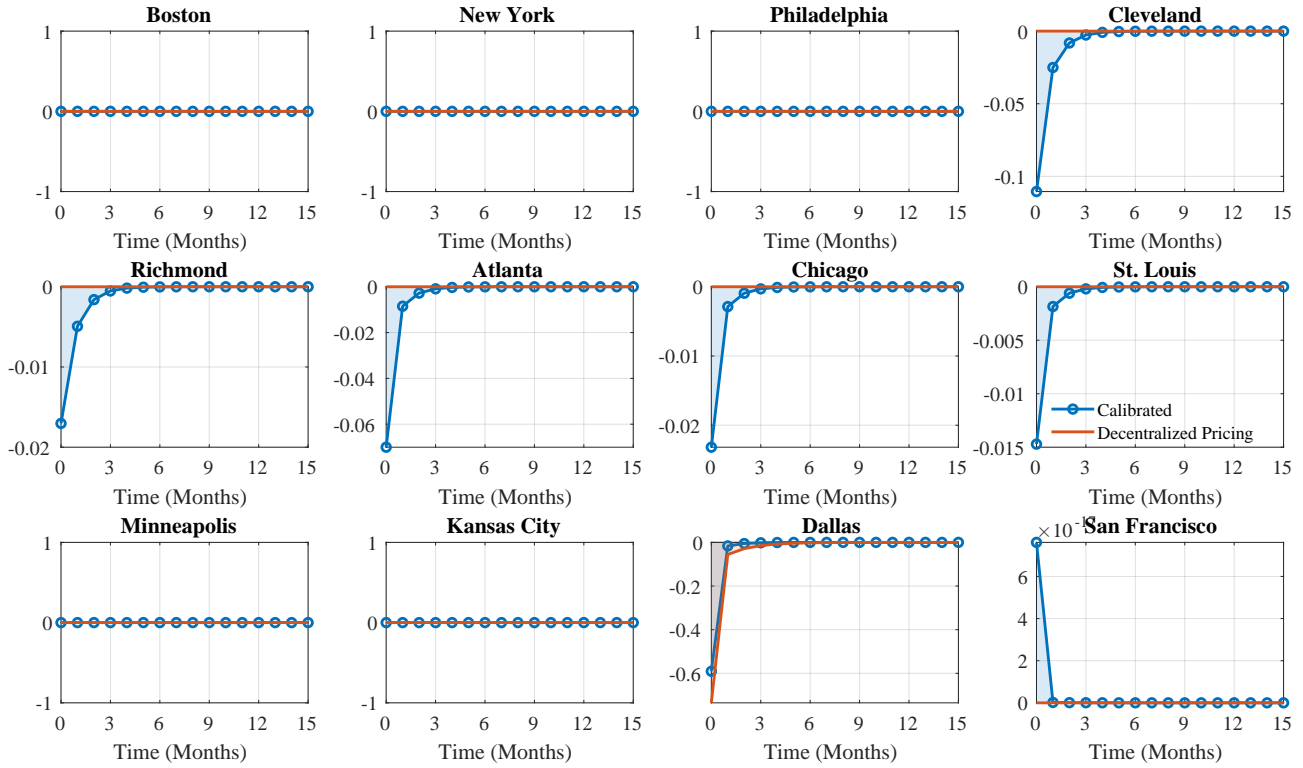 Boston
1
0
-1
0 3 6 9 12 15
Time (Months)
New York
1
0
-1
0 3 6 9 12 15
Time (Months)
Philadelphia
1
0
-1
0 3 6 9 12 15
Time (Months)
Cleveland
0
-0.05
-0.1
0 3 6 9 12 15
Time (Months)
Richmond
0
-0.01
-0.02
0 3 6 9 12 15
Time (Months)
Atlanta
0
-0.02
-0.04
-0.06
0 3 6 9 12 15
Time (Months)
Chicago
0
-0.01
-0.02
0 3 6 9 12 15
Time (Months)
St. Louis
0
-0.005
-0.01
-0.015
Calibrated
Decentralized Pricing
0 3 6 9 12 15
Time (Months)
Minneapolis
1
0
-1
0 3 6 9 12 15
Time (Months)
Kansas City
1
0
-1
0 3 6 9 12 15
Time (Months)
Dallas
0
-0.2
-0.4
-0.6
0 3 6 9 12 15
Time (Months)
San Francisco
6
4
2
0
0 3 6 9 12 15
Time (Months)